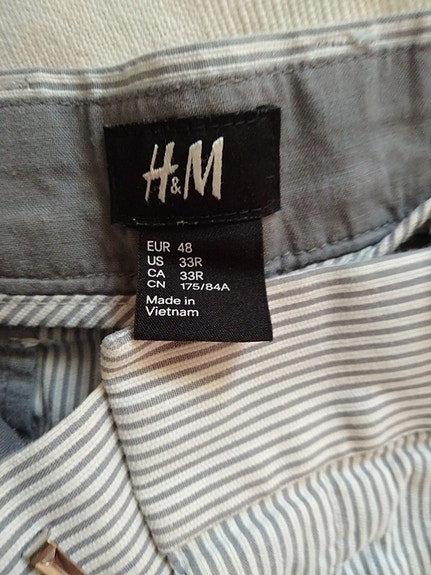 H&M
EUR 48
US 33R
CA 33R
CN 175/84A
Made in
Vietnam